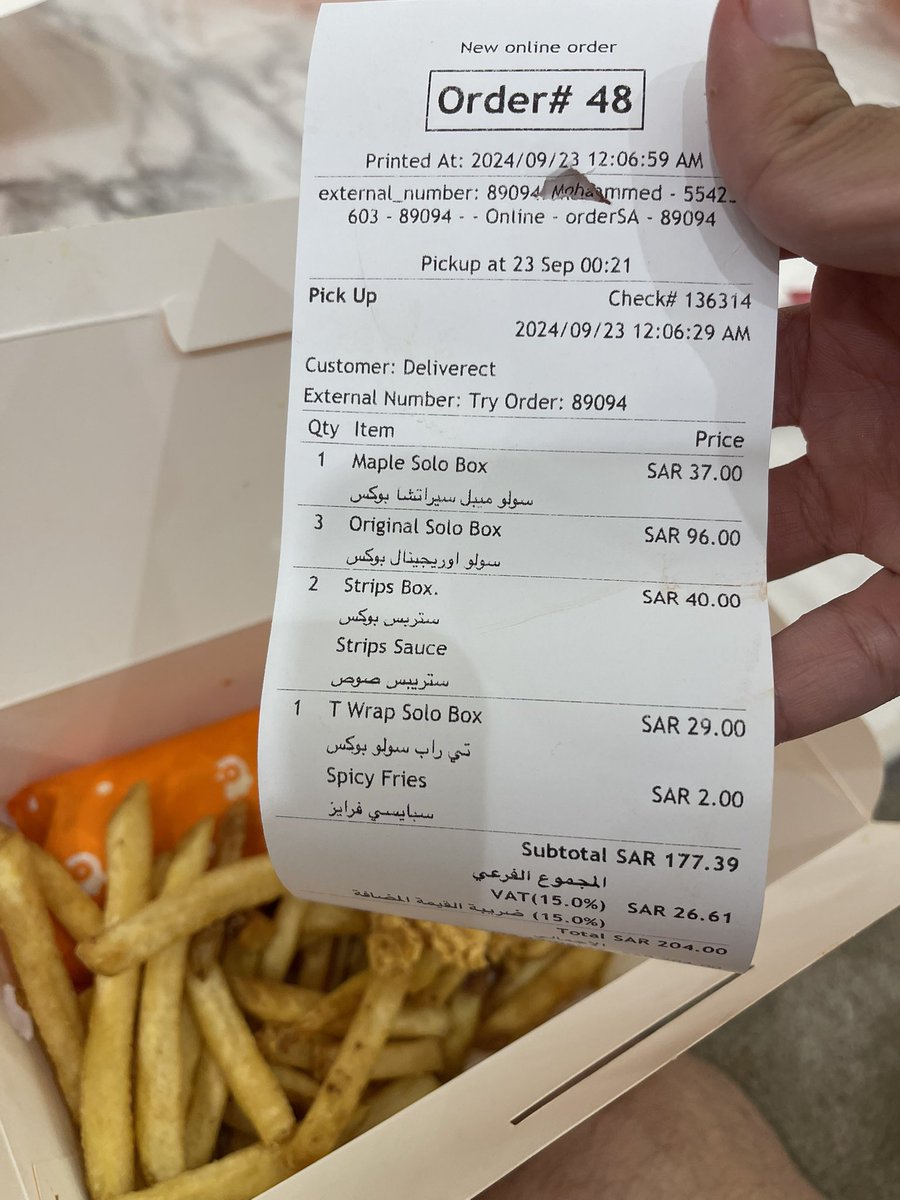 New online order
Order# 48
Printed At: 2024/09/23 12:06:59 AM
external_number: 89094 Mohammed - 5542_
603 - 89094 - - Online - orderSA - 89094
Pickup at 23 Sep 00:21
Pick Up Check# 136314
2024/09/23 12:06:29 AM
Customer: Deliverect
External Number: Try Order: 89094
Qty Item Price
1 Maple Solo Box SAR 37.00
سولو ميبل سيراتشا بوكس
3 Original Solo Box SAR 96.00
سولو اوريجينال بوكس
2 Strips Box. SAR 40.00
ستربس بوكس
Strips Sauce
ستريبس صوص
1 T Wrap Solo Box SAR 29.00
تي راب سولو بوكس
Spicy Fries SAR 2.00
سبايسي فرايز
Subtotal SAR 177.39
المجموع الفرعي
VAT(15.0%) SAR 26.61
ضريبة القيمة المضافة (15.0%)
Total SAR 204.00